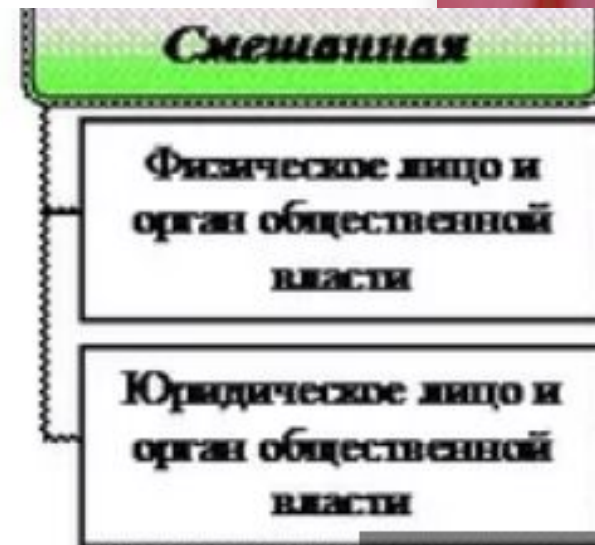 Смешанная
Физическое лицо и
орган общественной
власти
Юридическое лицо и
орган общественной
власти